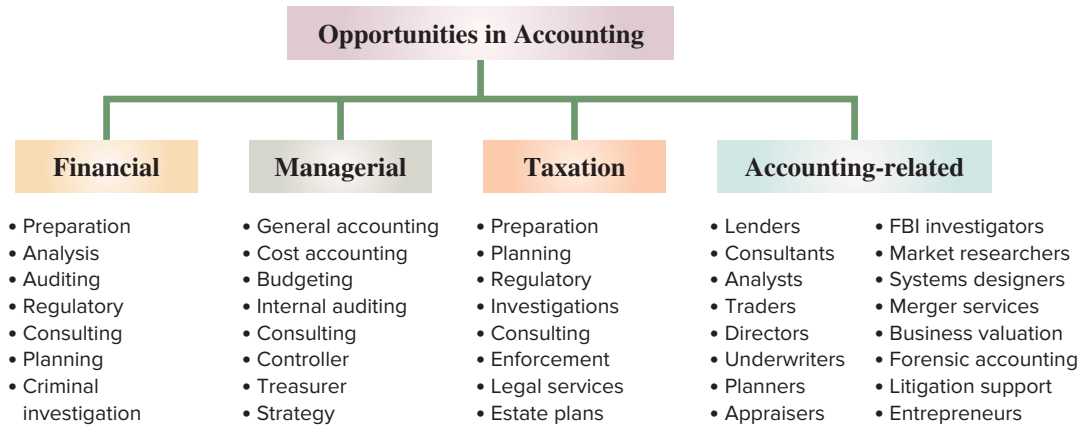 Opportunities in Accounting
Financial
• Preparation
• Analysis
• Auditing
• Regulatory
• Consulting
• Planning
• Criminal
investigation
Managerial
• General accounting
• Cost accounting
• Budgeting
• Internal auditing
• Consulting
• Controller
• Treasurer
• Strategy
Taxation
• Preparation
• Planning
• Regulatory
• Investigations
• Consulting
• Enforcement
• Legal services
• Estate plans
Accounting-related
• Lenders
• Consultants
• Analysts
• Traders
• Directors
• Underwriters
• Planners
• Appraisers
• FBI investigators
• Market researchers
• Systems designers
• Merger services
• Business valuation
• Forensic accounting
• Litigation support
• Entrepreneurs